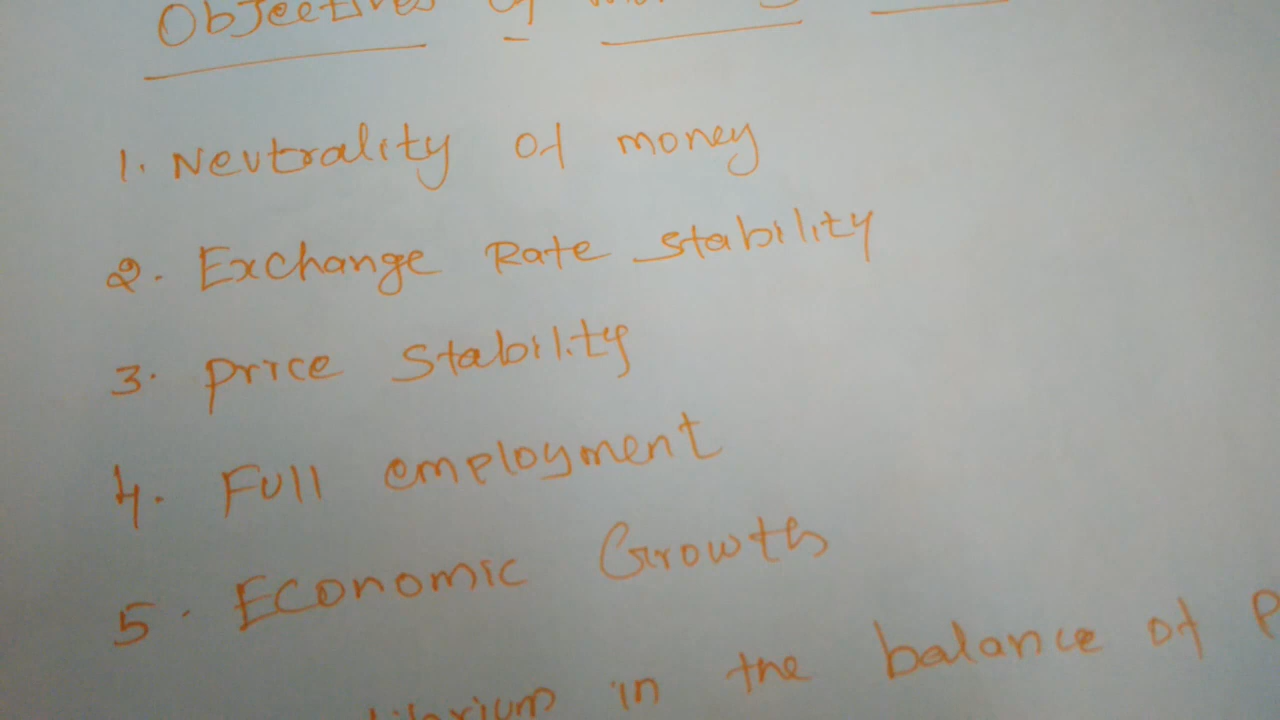 Objectives of
1. Neutrality of money
2. Exchange Rate stability
3. Price Stability
4. Full employment
5. Economic Growth
in the balance of